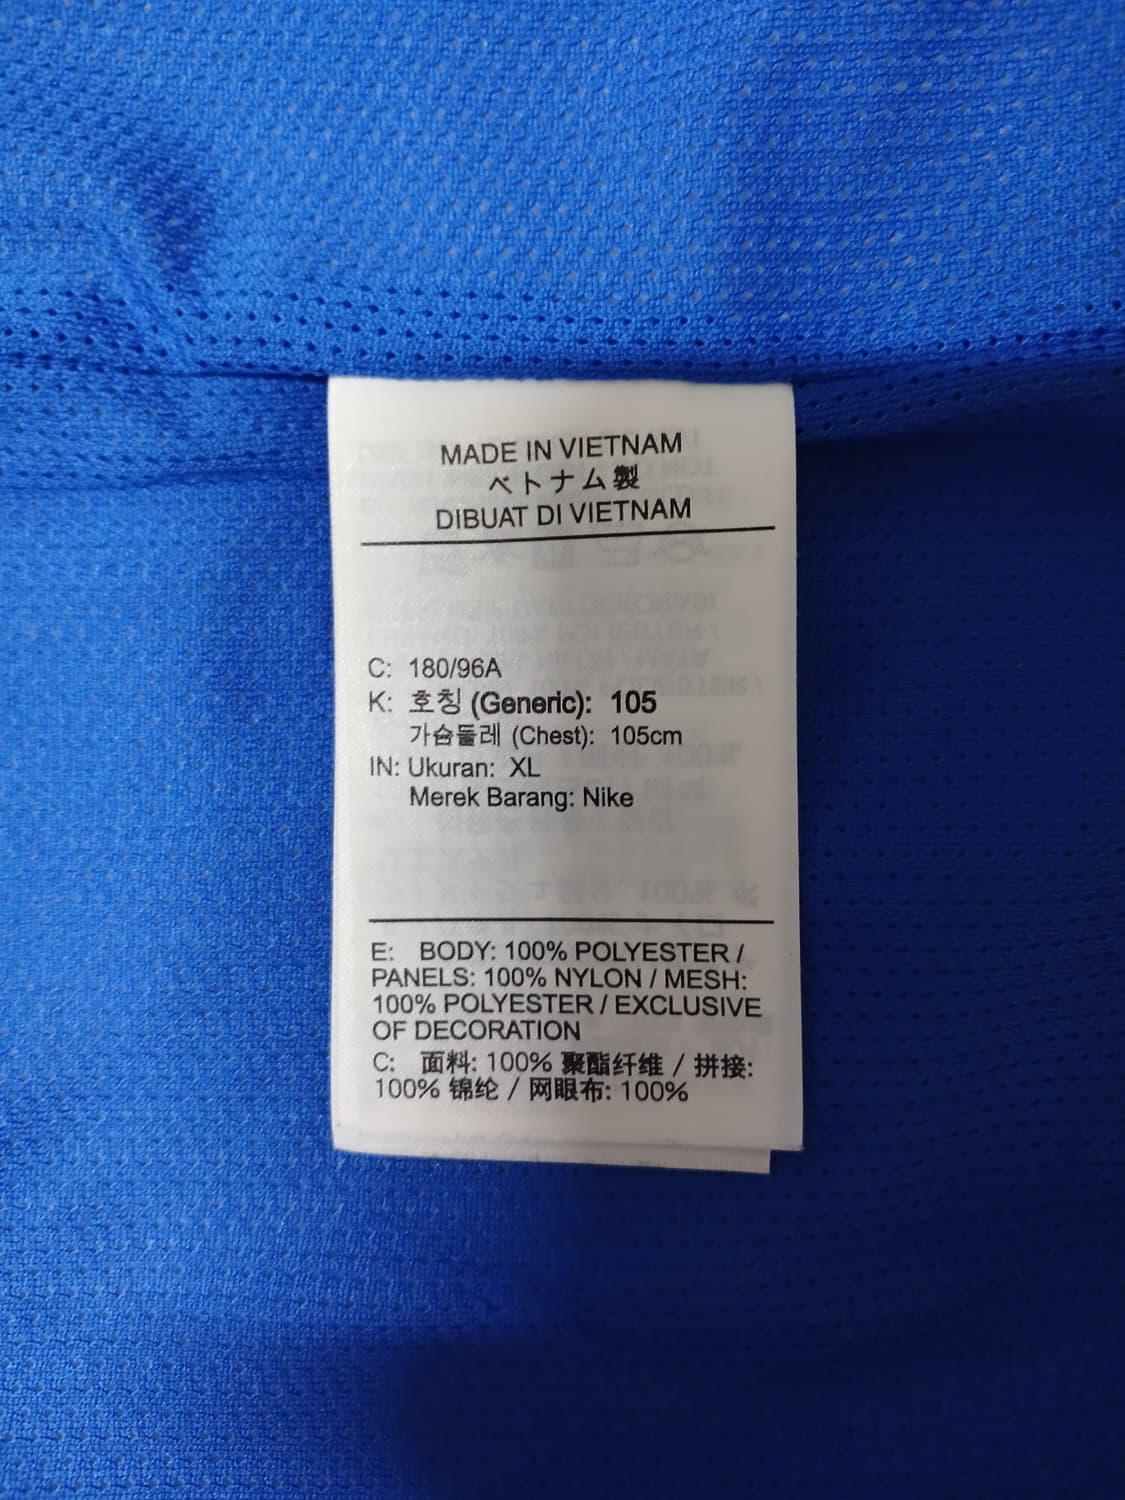 MADE IN VIETNAM
ベトナム製
DIBUAT DI VIETNAM
C: 180/96A
K: 호칭 (Generic): 105
가슴둘레 (Chest): 105cm
IN: Ukuran: XL
Merek Barang: Nike
E: BODY: 100% POLYESTER /
PANELS: 100% NYLON / MESH:
100% POLYESTER / EXCLUSIVE
OF DECORATION
C: 面料: 100% 聚酯纤维 / 拼接:
100% 锦纶 / 网眼布: 100%